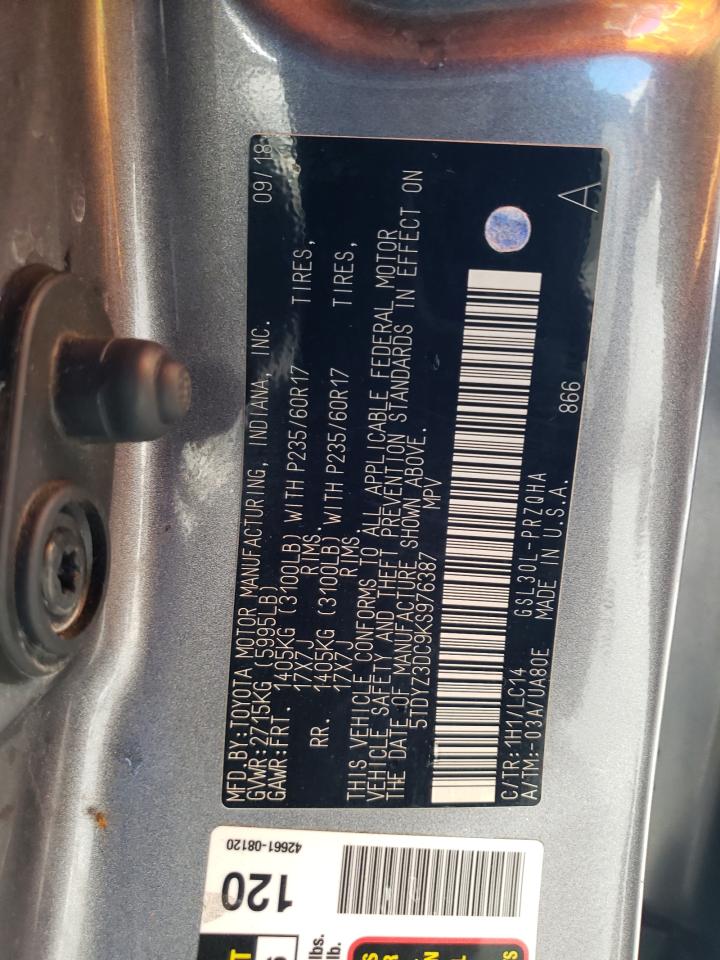 MFD BY:TOYOTA MOTOR MANUFACTURING, INDIANA, INC. 09/18
GVWR:2715KG (5995LB)
GAWR:FRT. 1405KG (3100LB) WITH P235/60R17 TIRES,
17X7J RIMS.
RR. 1405KG (3100LB) WITH P235/60R17 TIRES,
17X7J RIMS.
THIS VEHICLE CONFORMS TO ALL APPLICABLE FEDERAL MOTOR
VEHICLE SAFETY AND THEFT PREVENTION STANDARDS IN EFFECT ON
THE DATE OF MANUFACTURE SHOWN ABOVE.
5TDYZ3DC9KS976387 MPV
C/TR:1H1/LC14 GSL30L-PRZQHA 866 A
A/TM:-03A/UA80E MADE IN U.S.A.
42661-08120
120
lbs.
lb.